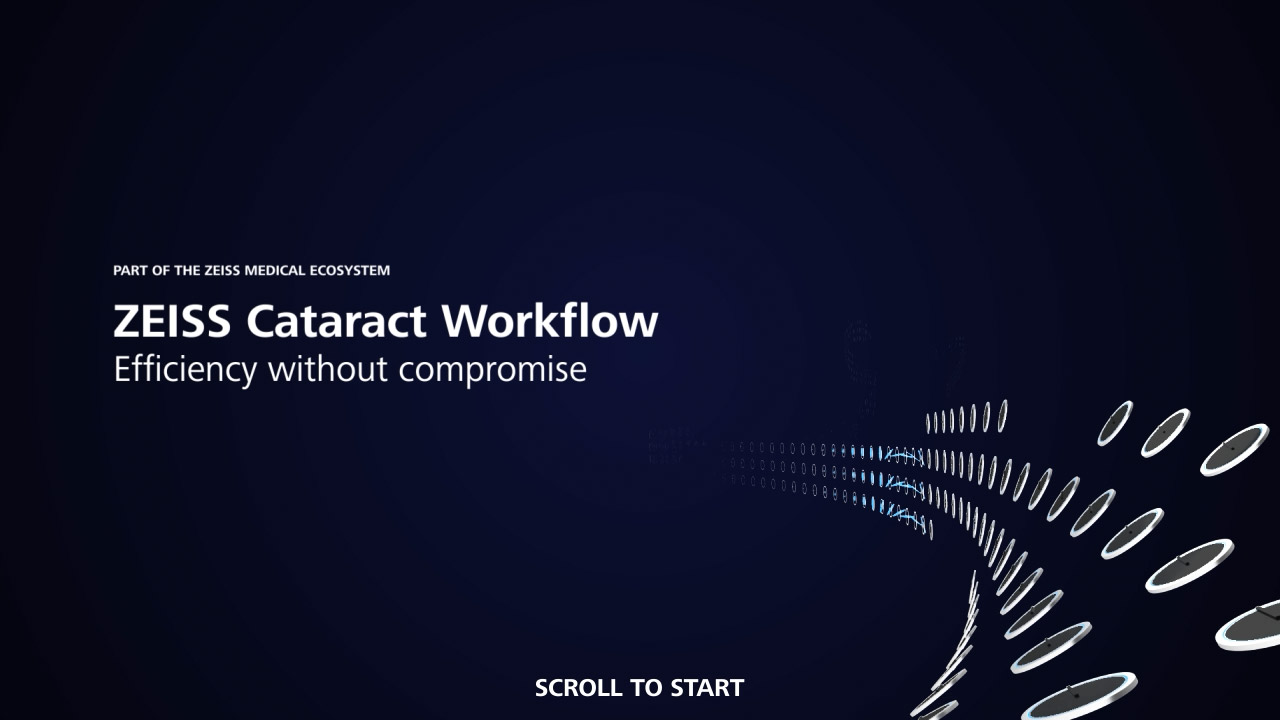 PART OF THE ZEISS MEDICAL ECOSYSTEM
ZEISS Cataract Workflow
Efficiency without compromise
SCROLL TO START